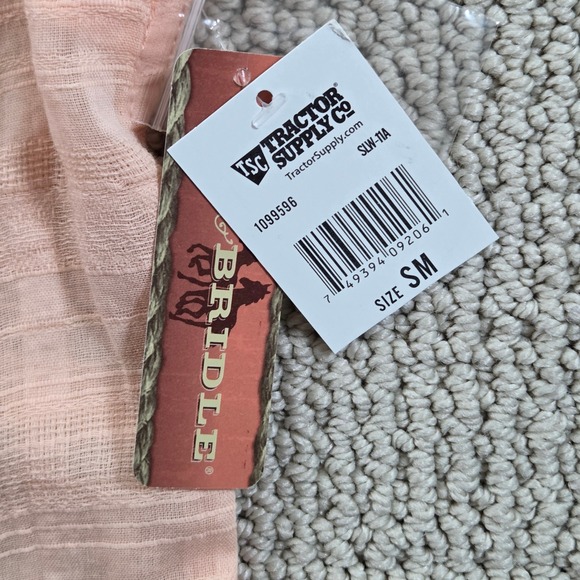 TSC TRACTOR
SUPPLY CO
TractorSupply.com
SLW-11A
1099596
7 49394 09206 1
SIZE SM
& BRIDLE®